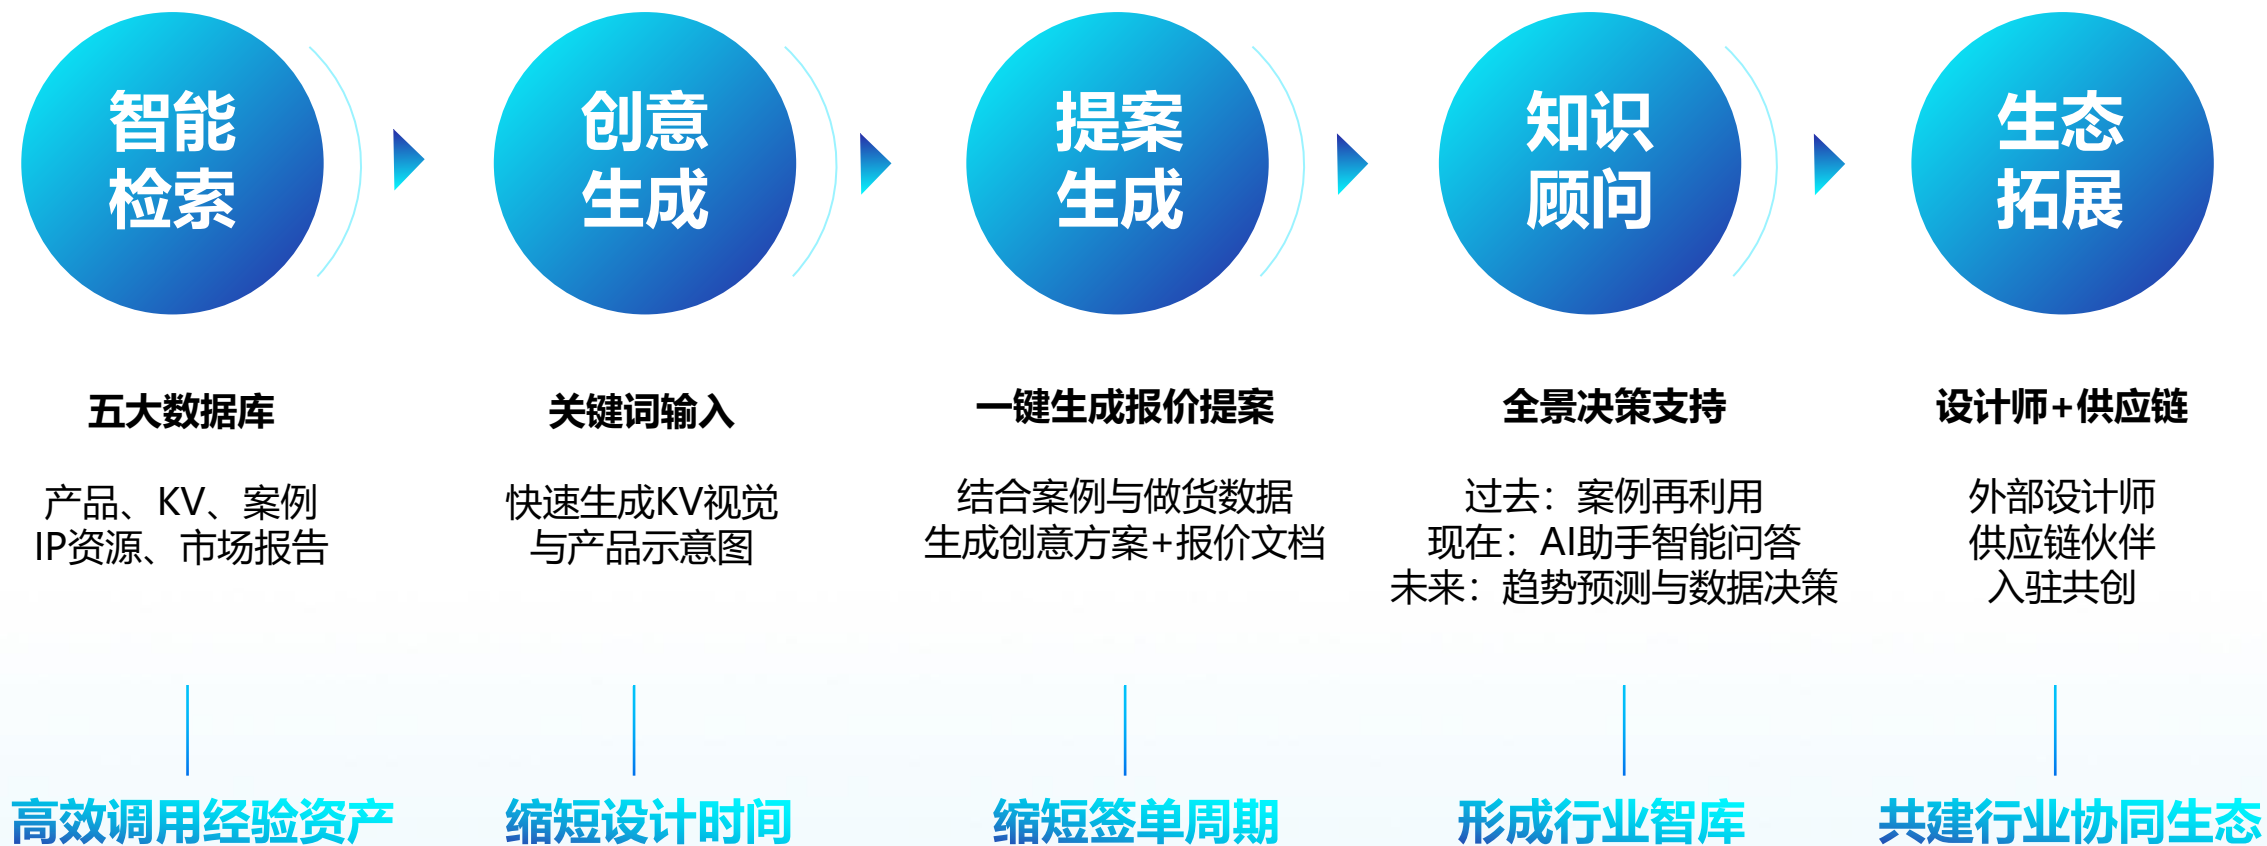 智能
检索
创意
生成
提案
生成
知识
顾问
生态
拓展
五大数据库
产品、KV、案例
IP资源、市场报告
关键词输入
快速生成KV视觉
与产品示意图
一键生成报价提案
结合案例与做货数据
生成创意方案+报价文档
全景决策支持
过去：案例再利用
现在：AI助手智能问答
未来：趋势预测与数据决策
设计师+供应链
外部设计师
供应链伙伴
入驻共创
高效调用经验资产
缩短设计时间
缩短签单周期
形成行业智库
共建行业协同生态